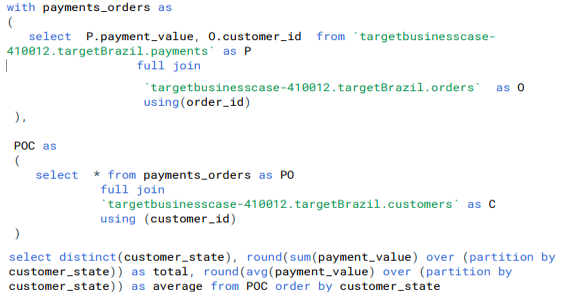 with payments_orders as
(
select P.payment_value, O.customer_id from `targetbusinesscase-
410012.targetBrazil.payments` as P
full join
`targetbusinesscase-410012.targetBrazil.orders` as O
using(order_id)
),
POC as
(
select * from payments_orders as PO
full join
`targetbusinesscase-410012.targetBrazil.customers` as C
using (customer_id)
)
select distinct(customer_state), round(sum(payment_value) over (partition by
customer_state)) as total, round(avg(payment_value) over (partition by
customer_state)) as average from POC order by customer_state